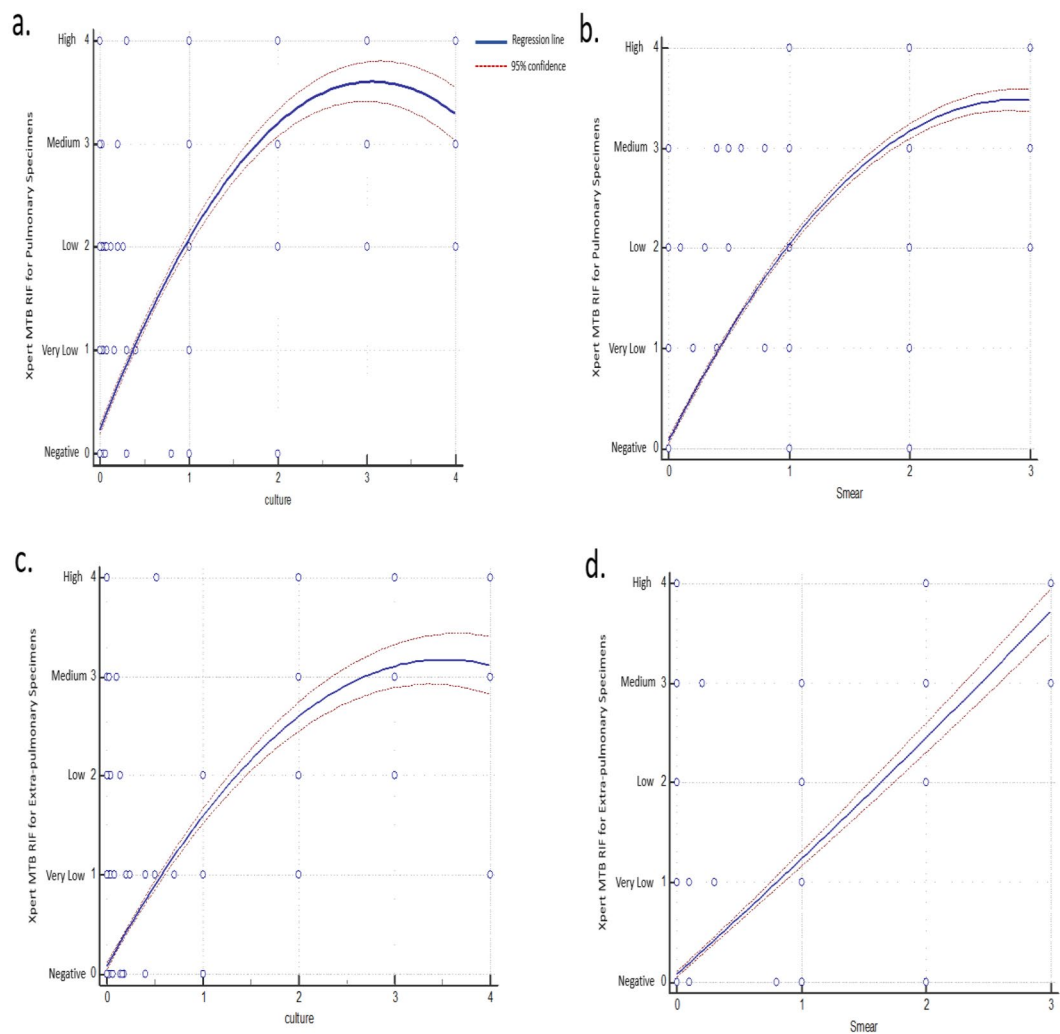 a.
Xpert MTB RIF for Pulmonary Specimens
High 4
Medium 3
Low 2
Very Low 1
Negative 0
0 1 2 3 4
culture
Regression line
95% confidence
b.
Xpert MTB RIF for Pulmonary Specimens
High 4
Medium 3
Low 2
Very Low 1
Negative 0
0 1 2 3
Smear
c.
Xpert MTB RIF for Extra-pulmonary Specimens
High 4
Medium 3
Low 2
Very Low 1
Negative 0
0 1 2 3 4
culture
d.
Xpert MTB RIF for Extra-pulmonary Specimens
High 4
Medium 3
Low 2
Very Low 1
Negative 0
0 1 2 3
Smear